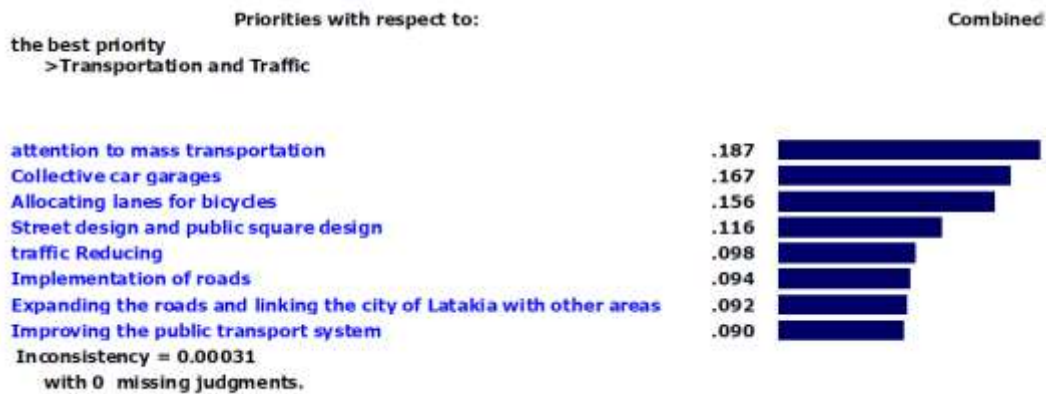 Priorities with respect to: Combined
the best priority
>Transportation and Traffic
attention to mass transportation .187
Collective car garages .167
Allocating lanes for bicycles .156
Street design and public square design .116
traffic Reducing .098
Implementation of roads .094
Expanding the roads and linking the city of Latakia with other areas .092
Improving the public transport system .090
Inconsistency = 0.00031
with 0 missing judgments.